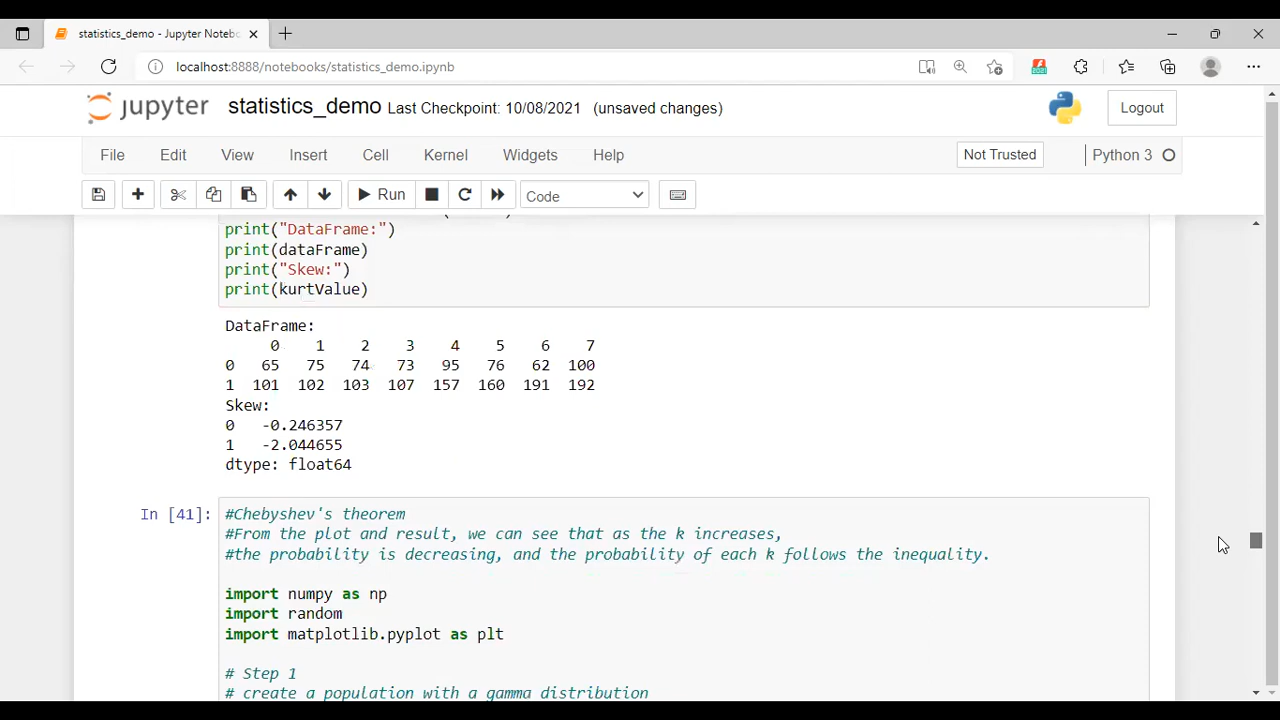 statistics_demo - Jupyter Notebo
localhost:8888/notebooks/statistics_demo.ipynb
jupyter statistics_demo Last Checkpoint: 10/08/2021 (unsaved changes) Logout
File Edit View Insert Cell Kernel Widgets Help Not Trusted Python 3
Run Code
print("DataFrame:")
print(dataFrame)
print("Skew:")
print(kurtValue)
DataFrame:
0 1 2 3 4 5 6 7
0 65 75 74 73 95 76 62 100
1 101 102 103 107 157 160 191 192
Skew:
0 -0.246357
1 -2.044655
dtype: float64
In [41]: #Chebyshev's theorem
#From the plot and result, we can see that as the k increases,
#the probability is decreasing, and the probability of each k follows the inequality.
import numpy as np
import random
import matplotlib.pyplot as plt
# Step 1
# create a population with a gamma distribution